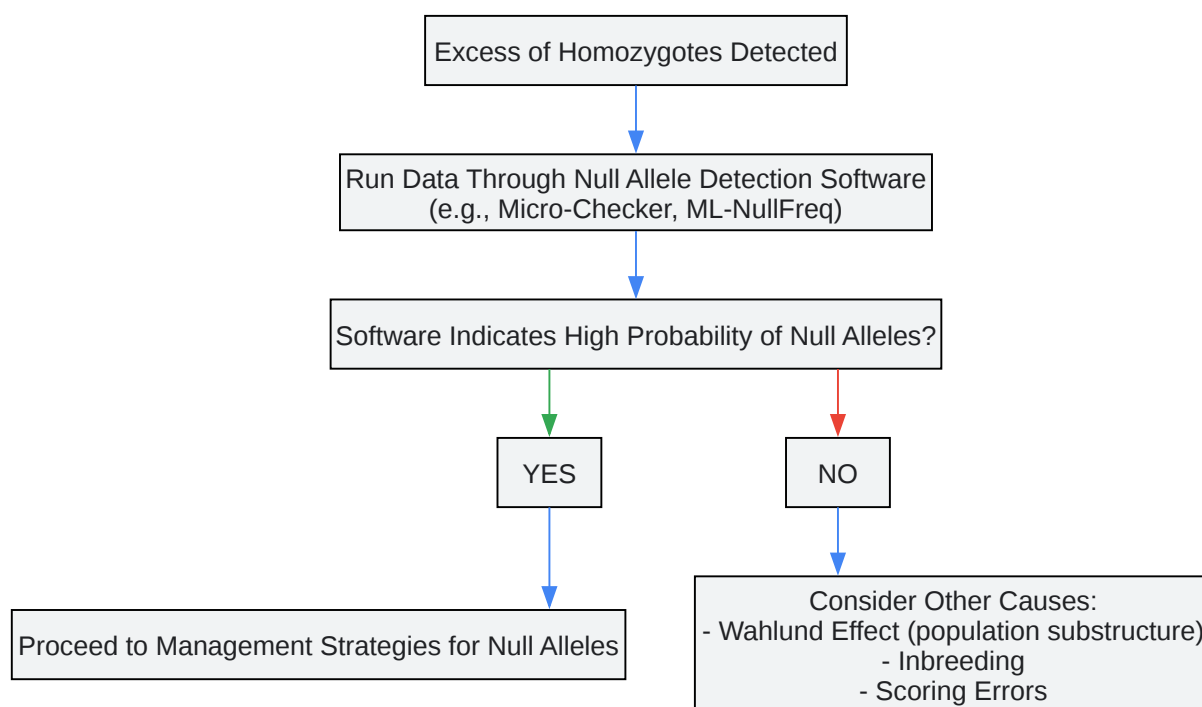 Excess of Homozygotes Detected
Run Data Through Null Allele Detection Software
(e.g., Micro-Checker, ML-NullFreq)
Software Indicates High Probability of Null Alleles?
YES
NO
Proceed to Management Strategies for Null Alleles
Consider Other Causes:
- Wahlund Effect (population substructure)
- Inbreeding
- Scoring Errors